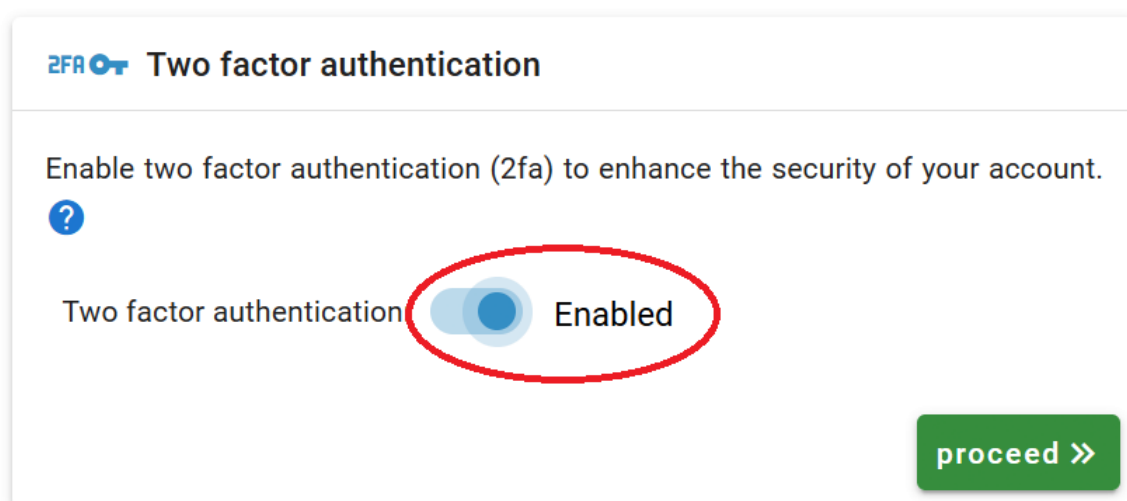 2FA Two factor authentication
Enable two factor authentication (2fa) to enhance the security of your account.
?
Two factor authentication Enabled
proceed »